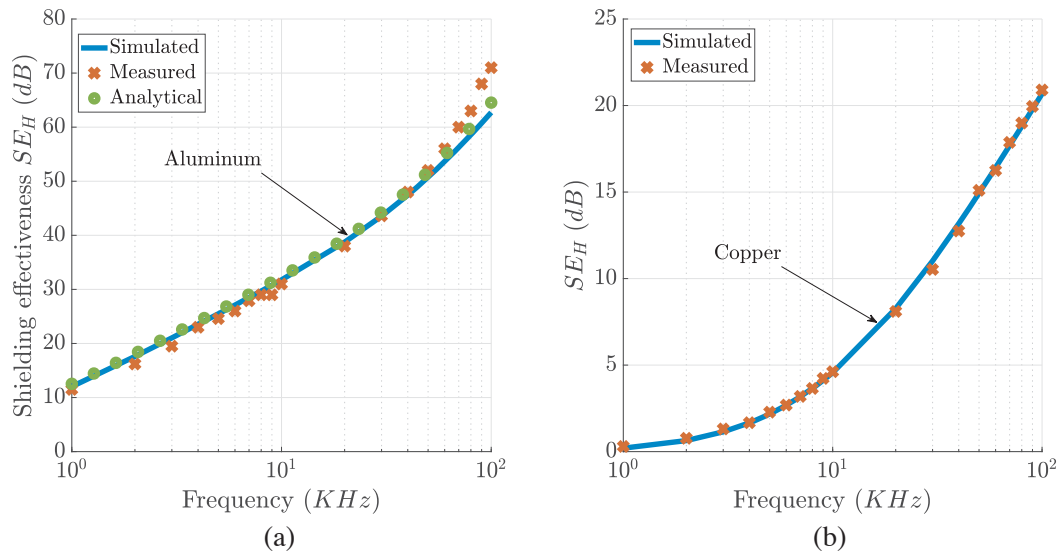 80
70
60
50
40
30
20
10
0
Shielding effectiveness SE_H (dB)
Simulated
Measured
Analytical
Aluminum
10^0
10^1
10^2
Frequency (KHz)
(a)
25
20
15
10
5
0
SE_H (dB)
Simulated
Measured
Copper
10^0
10^1
10^2
Frequency (KHz)
(b)